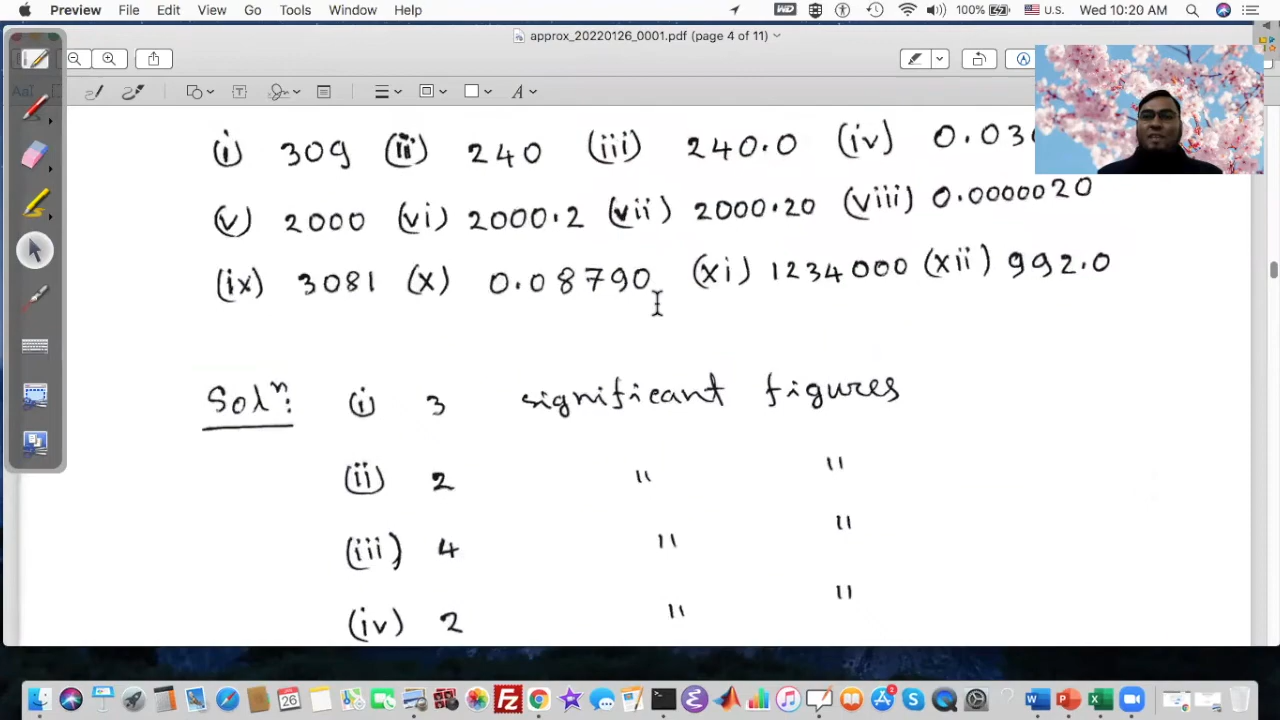 Preview File Edit View Go Tools Window Help 100% U.S. Wed 10:20 AM
approx_20220126_0001.pdf (page 4 of 11)
(i) 309 (ii) 240 (iii) 240.0 (iv) 0.030
(v) 2000 (vi) 2000.2 (vii) 2000.20 (viii) 0.0000020
(ix) 3081 (x) 0.08790 (xi) 1234000 (xii) 992.0
Solⁿ: (i) 3 significant figures
(ii) 2 " "
(iii) 4 " "
(iv) 2 " "